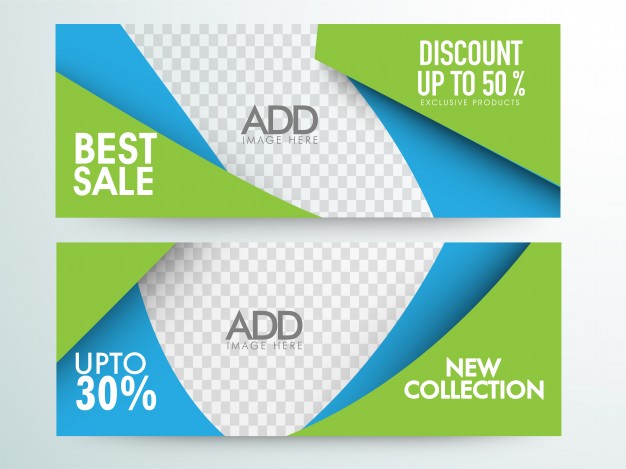 DISCOUNT
UP TO 50 %
EXCLUSIVE PRODUCTS
ADD
IMAGE HERE
BEST
SALE
ADD
IMAGE HERE
UPTO
30%
NEW
COLLECTION